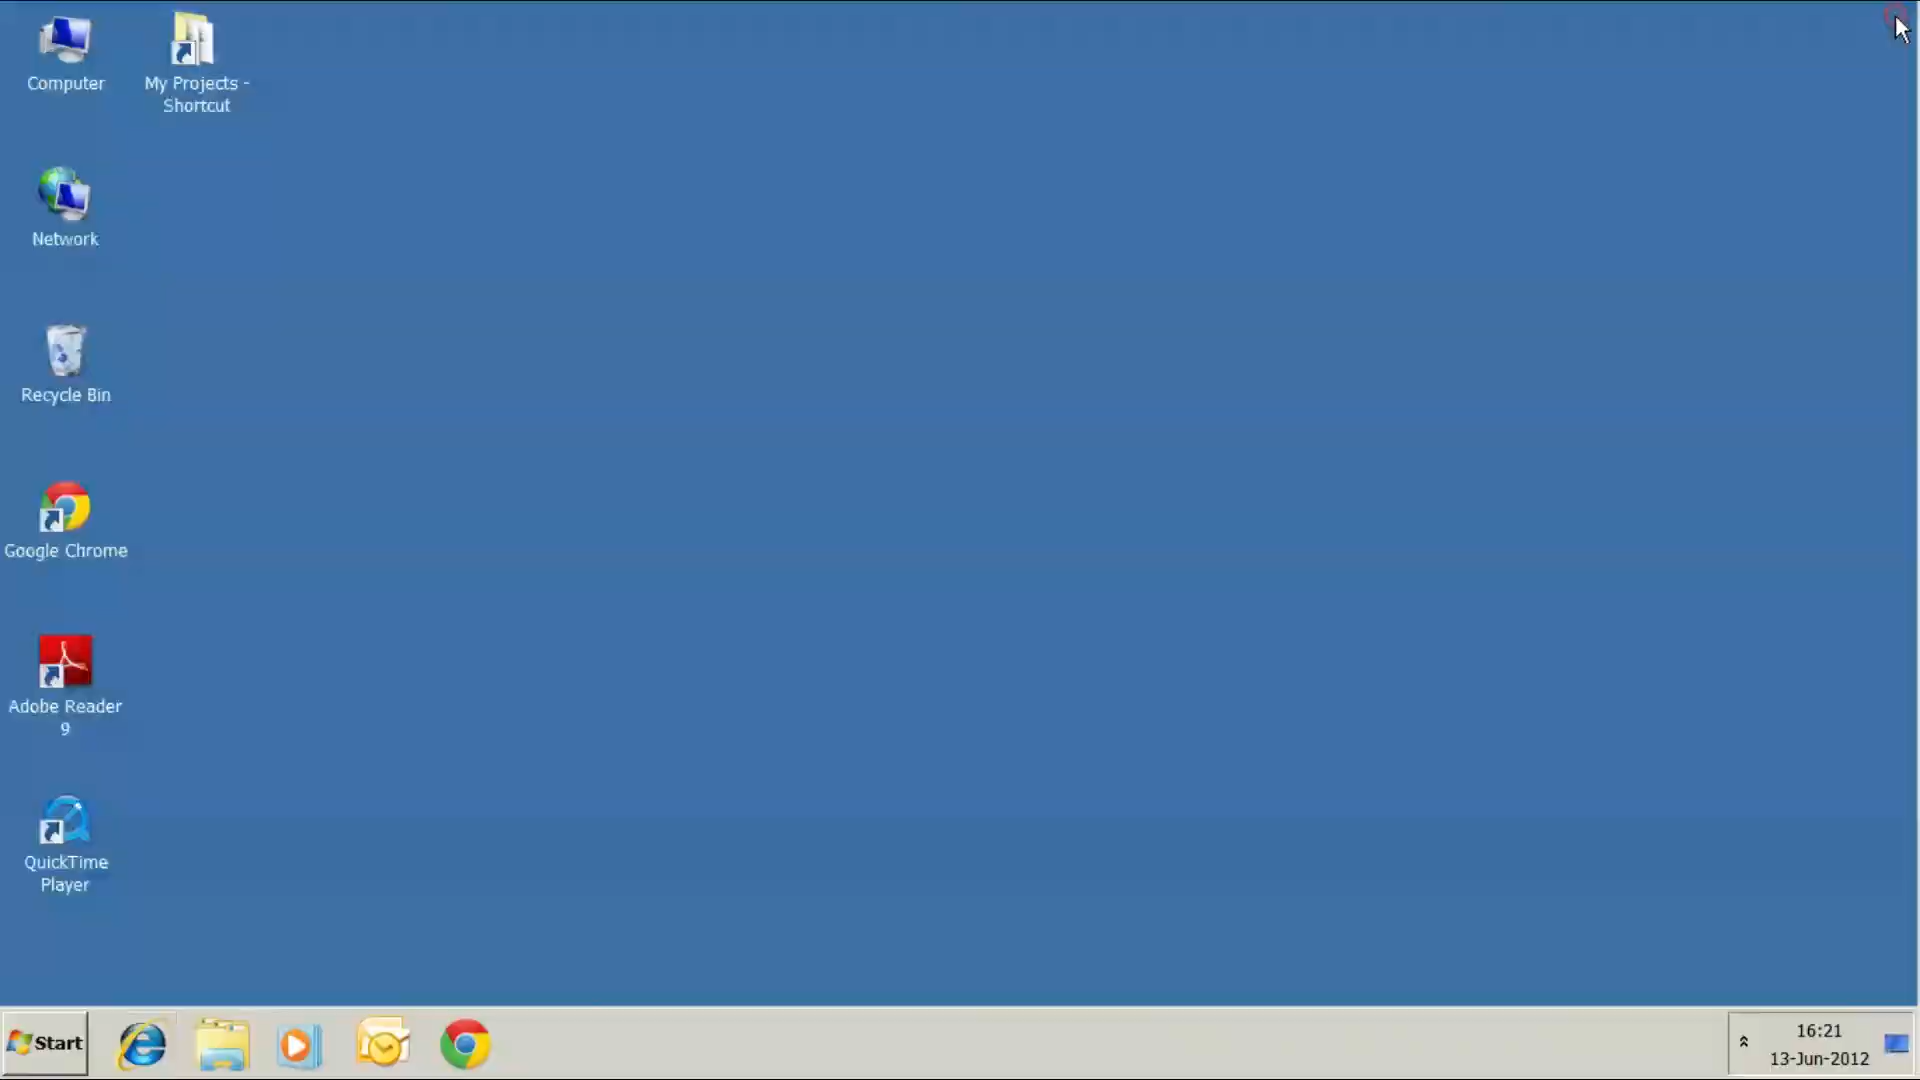 Computer
My Projects -
Shortcut
Network
Recycle Bin
Google Chrome
Adobe Reader
9
QuickTime
Player
Start
16:21
13-Jun-2012